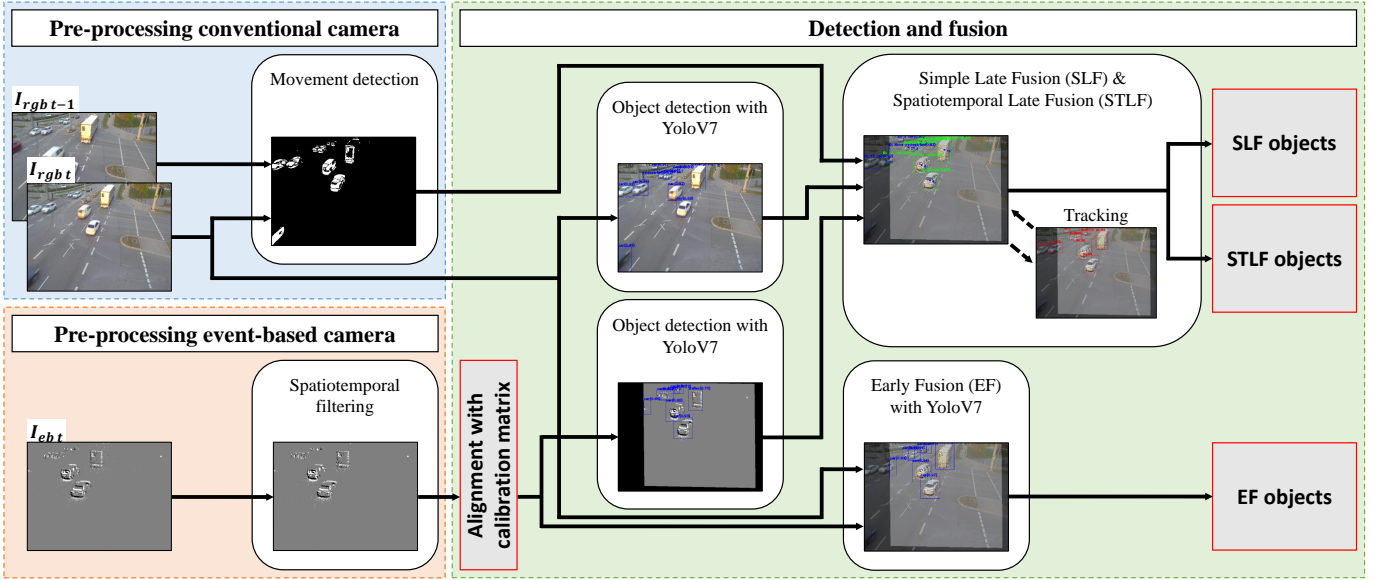 Pre-processing conventional camera
Movement detection
I_rgb t−1
I_rgb t
Pre-processing event-based camera
Spatiotemporal
filtering
I_eb t
Detection and fusion
Alignment with
calibration matrix
Object detection with
YoloV7
Object detection with
YoloV7
Simple Late Fusion (SLF) &
Spatiotemporal Late Fusion (STLF)
Tracking
Early Fusion (EF)
with YoloV7
SLF objects
STLF objects
EF objects